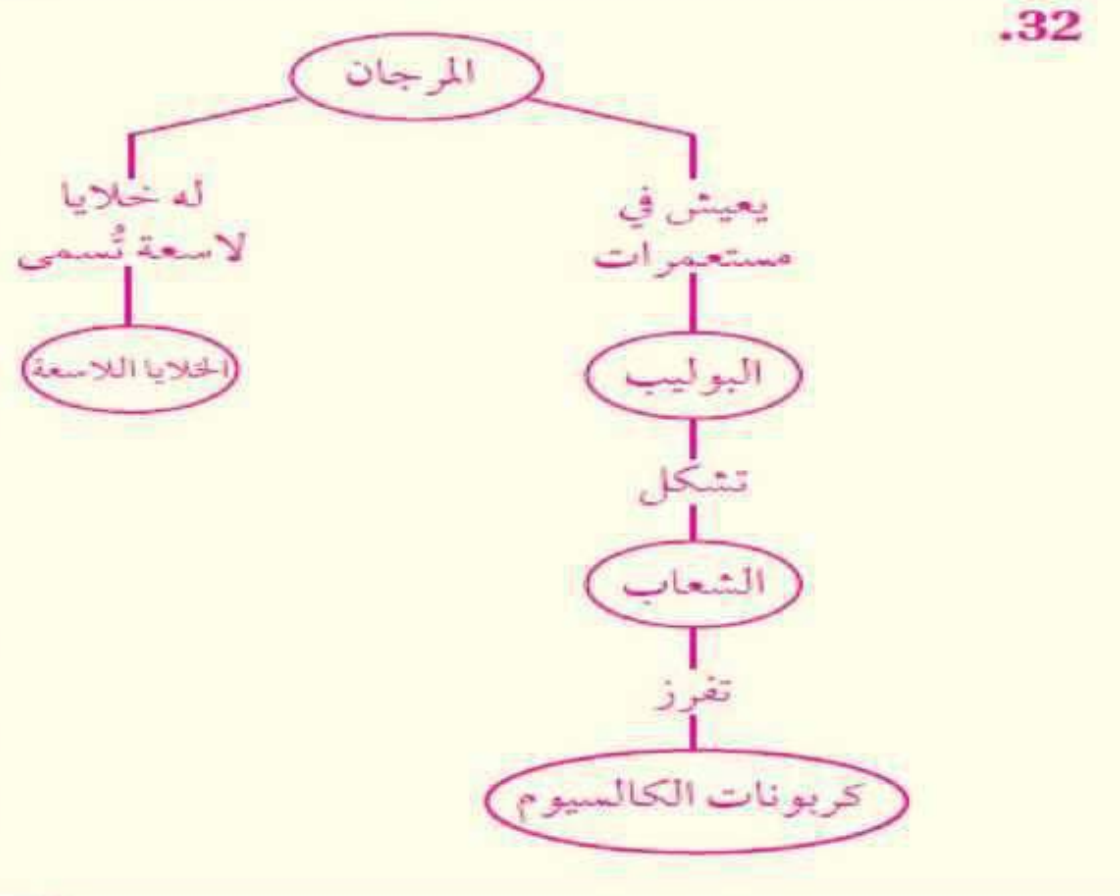 .32
المرجان
يعيش في
مستعمرات
البوليب
تشكل
الشعاب
تفرز
كربونات الكالسيوم
له خلايا
لاسعة تُسمى
الخلايا اللاسعة